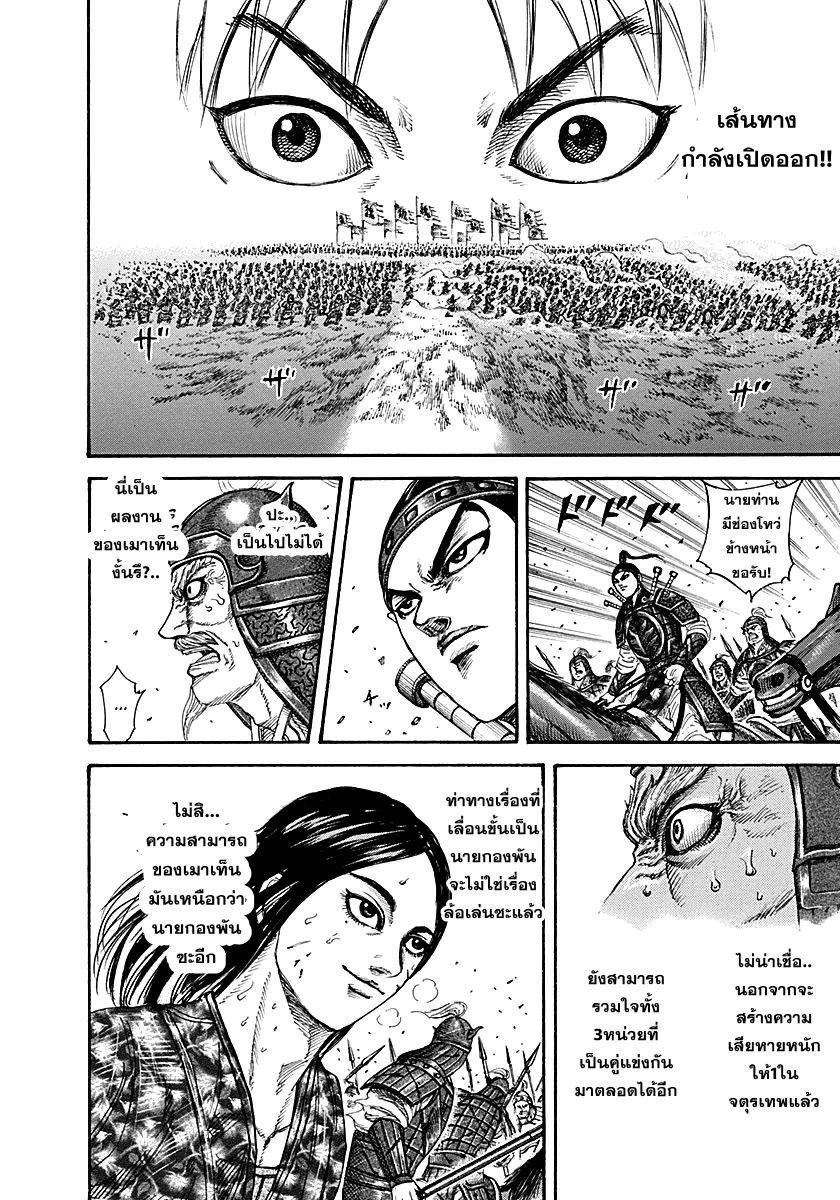 เส้นทาง
กำลังเปิดออก!!
ザ゛
ザ゛
ザ゛
ザ゛
นายท่าน
มีช่องโหว่
ข้างหน้า
ขอรับ!
ドドド
ปะ..
เป็นไปไม่ได้
นี่เป็น
ผลงาน
ของเมาเท็น
งั้นรึ?..
...
ไม่น่าเชื่อ..
นอกจากจะ
สร้างความ
เสียหายหนัก
ให้1ใน
จตุรเทพแล้ว
ยังสามารถ
รวมใจทั้ง
3หน่วยที่
เป็นคู่แข่งกัน
มาตลอดได้อีก
ท่าทางเรื่องที่
เลื่อนขั้นเป็น
นายกองพัน
จะไม่ใช่เรื่อง
ล้อเล่นซะแล้ว
ไม่สิ...
ความสามารถ
ของเมาเท็น
มันเหนือกว่า
นายกองพัน
ซะอีก